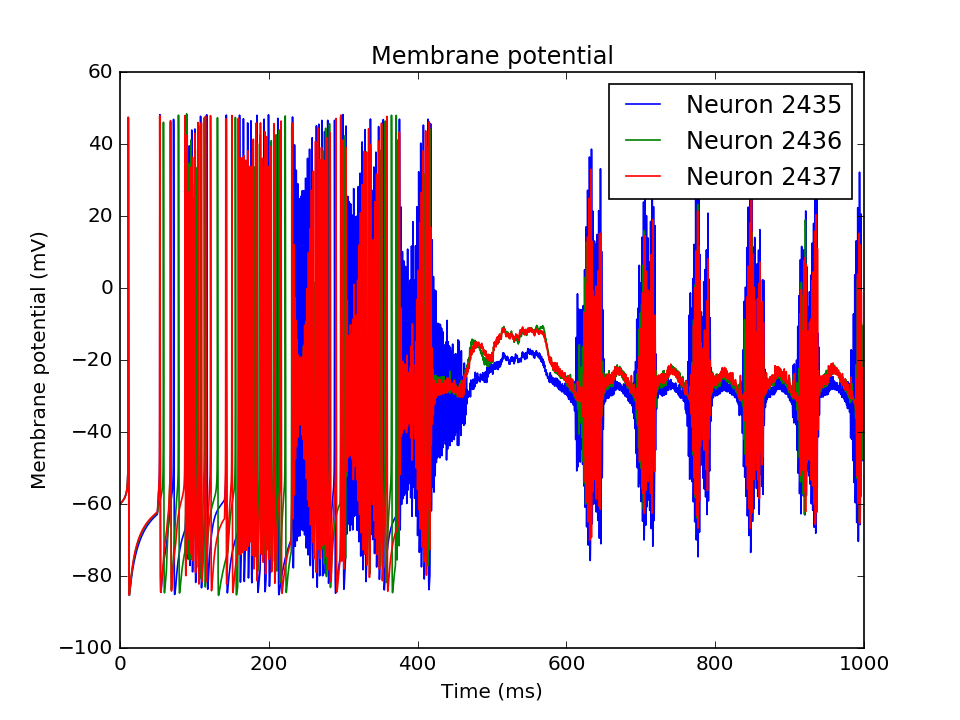 Membrane potential
Membrane potential (mV)
60
40
20
0
−20
−40
−60
−80
−100
Neuron 2435
Neuron 2436
Neuron 2437
0
200
400
600
800
1000
Time (ms)